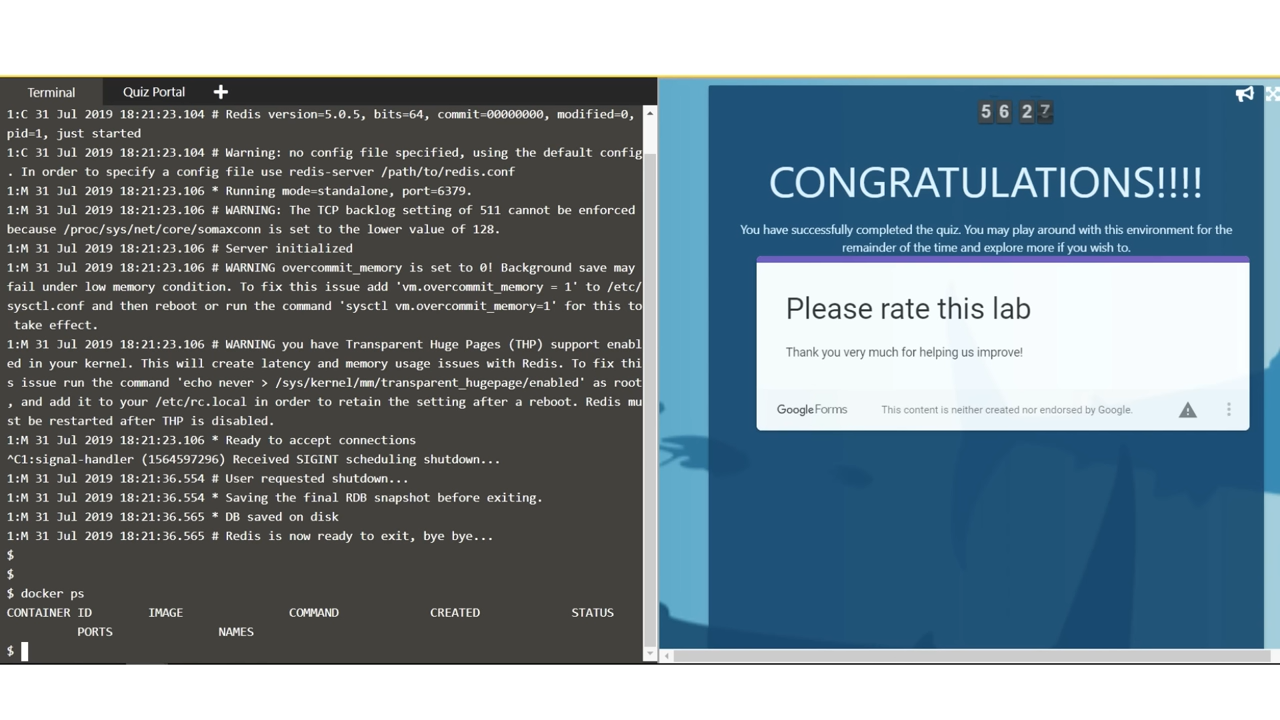 Terminal
Quiz Portal
1:C 31 Jul 2019 18:21:23.104 # Redis version=5.0.5, bits=64, commit=00000000, modified=0,
pid=1, just started
1:C 31 Jul 2019 18:21:23.104 # Warning: no config file specified, using the default config
. In order to specify a config file use redis-server /path/to/redis.conf
1:M 31 Jul 2019 18:21:23.106 * Running mode=standalone, port=6379.
1:M 31 Jul 2019 18:21:23.106 # WARNING: The TCP backlog setting of 511 cannot be enforced
because /proc/sys/net/core/somaxconn is set to the lower value of 128.
1:M 31 Jul 2019 18:21:23.106 # Server initialized
1:M 31 Jul 2019 18:21:23.106 # WARNING overcommit_memory is set to 0! Background save may
fail under low memory condition. To fix this issue add 'vm.overcommit_memory = 1' to /etc/
sysctl.conf and then reboot or run the command 'sysctl vm.overcommit_memory=1' for this to
take effect.
1:M 31 Jul 2019 18:21:23.106 # WARNING you have Transparent Huge Pages (THP) support enabl
ed in your kernel. This will create latency and memory usage issues with Redis. To fix thi
s issue run the command 'echo never > /sys/kernel/mm/transparent_hugepage/enabled' as root
, and add it to your /etc/rc.local in order to retain the setting after a reboot. Redis mu
st be restarted after THP is disabled.
1:M 31 Jul 2019 18:21:23.106 * Ready to accept connections
^C1:signal-handler (1564597296) Received SIGINT scheduling shutdown...
1:M 31 Jul 2019 18:21:36.554 # User requested shutdown...
1:M 31 Jul 2019 18:21:36.554 * Saving the final RDB snapshot before exiting.
1:M 31 Jul 2019 18:21:36.565 * DB saved on disk
1:M 31 Jul 2019 18:21:36.565 # Redis is now ready to exit, bye bye...
$
$
$ docker ps
CONTAINER ID IMAGE COMMAND CREATED STATUS
PORTS NAMES
$
56 27
CONGRATULATIONS!!!!
You have successfully completed the quiz. You may play around with this environment for the
remainder of the time and explore more if you wish to.
Please rate this lab
Thank you very much for helping us improve!
Google Forms
This content is neither created nor endorsed by Google.